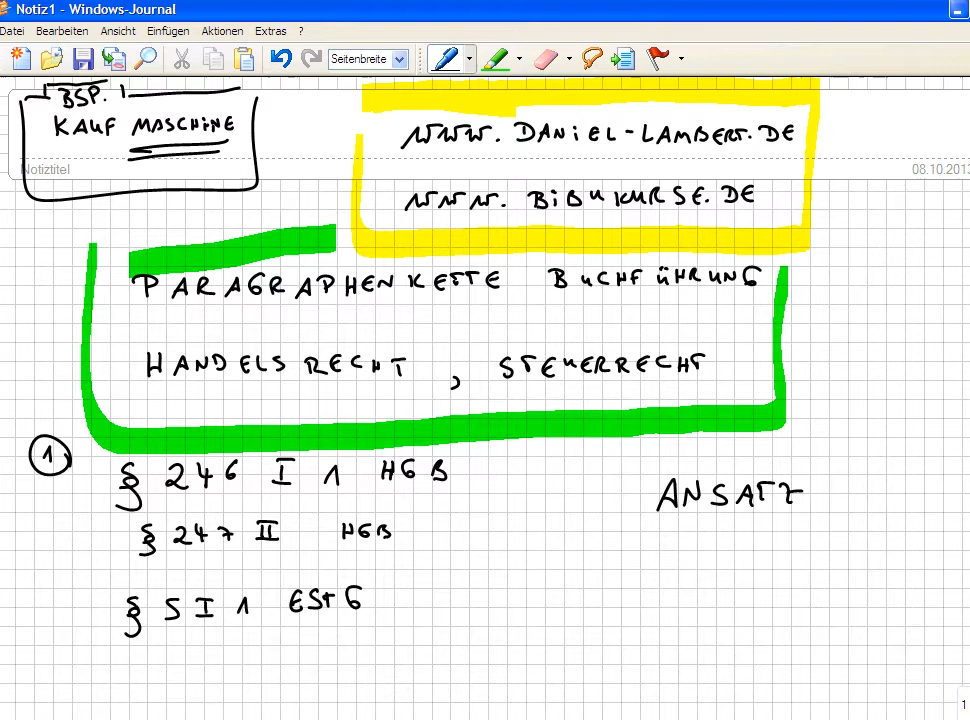 Notiz1 - Windows-Journal
Datei Bearbeiten Ansicht Einfügen Aktionen Extras ?
Seitenbreite
BSP. 1
KAUF MASCHINE
WWW. DANIEL-LAMBERT.DE
Notiztitel
08.10.2013
WWW. BIBUKURSE.DE
PARAGRAPHENKETTE BUCHFÜHRUNG
HANDELSRECHT, STEUERRECHT
1
§ 246 I 1 HGB
ANSATZ
§ 247 II HGB
§ 5 I 1 ESTG
1